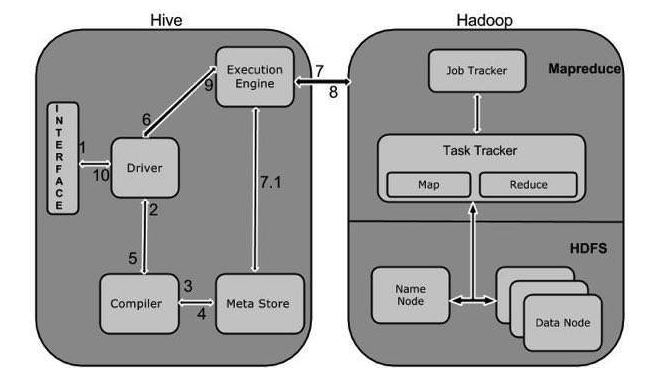 Hive
Hadoop
Execution
Engine
7
8
Job Tracker
Mapreduce
9
6
INTERFACE
1
10
Driver
Task Tracker
Map
Reduce
7.1
2
5
HDFS
Compiler
3
4
Meta Store
Name
Node
Data Node